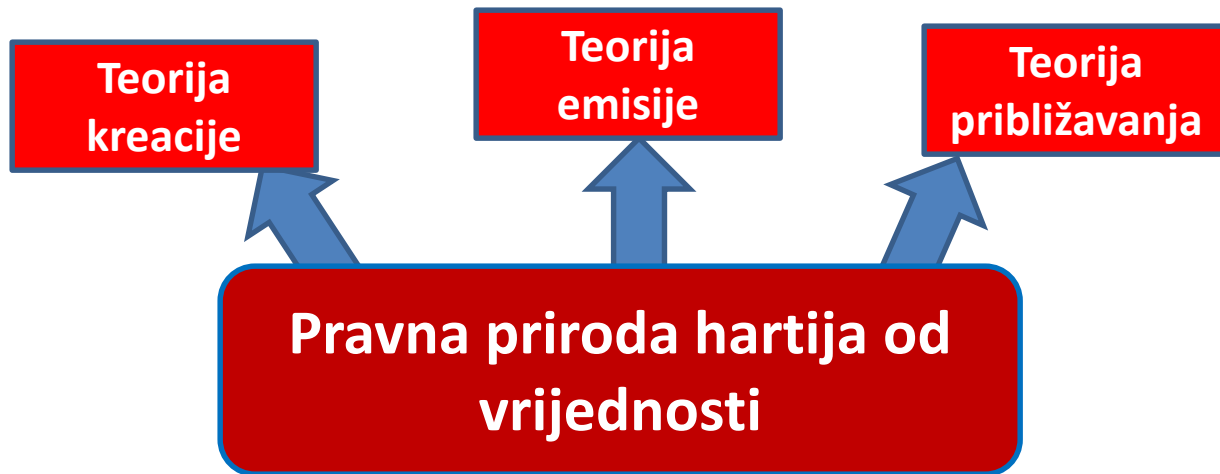 Teorija
kreacije
Teorija
emisije
Teorija
približavanja
Pravna priroda hartija od
vrijednosti